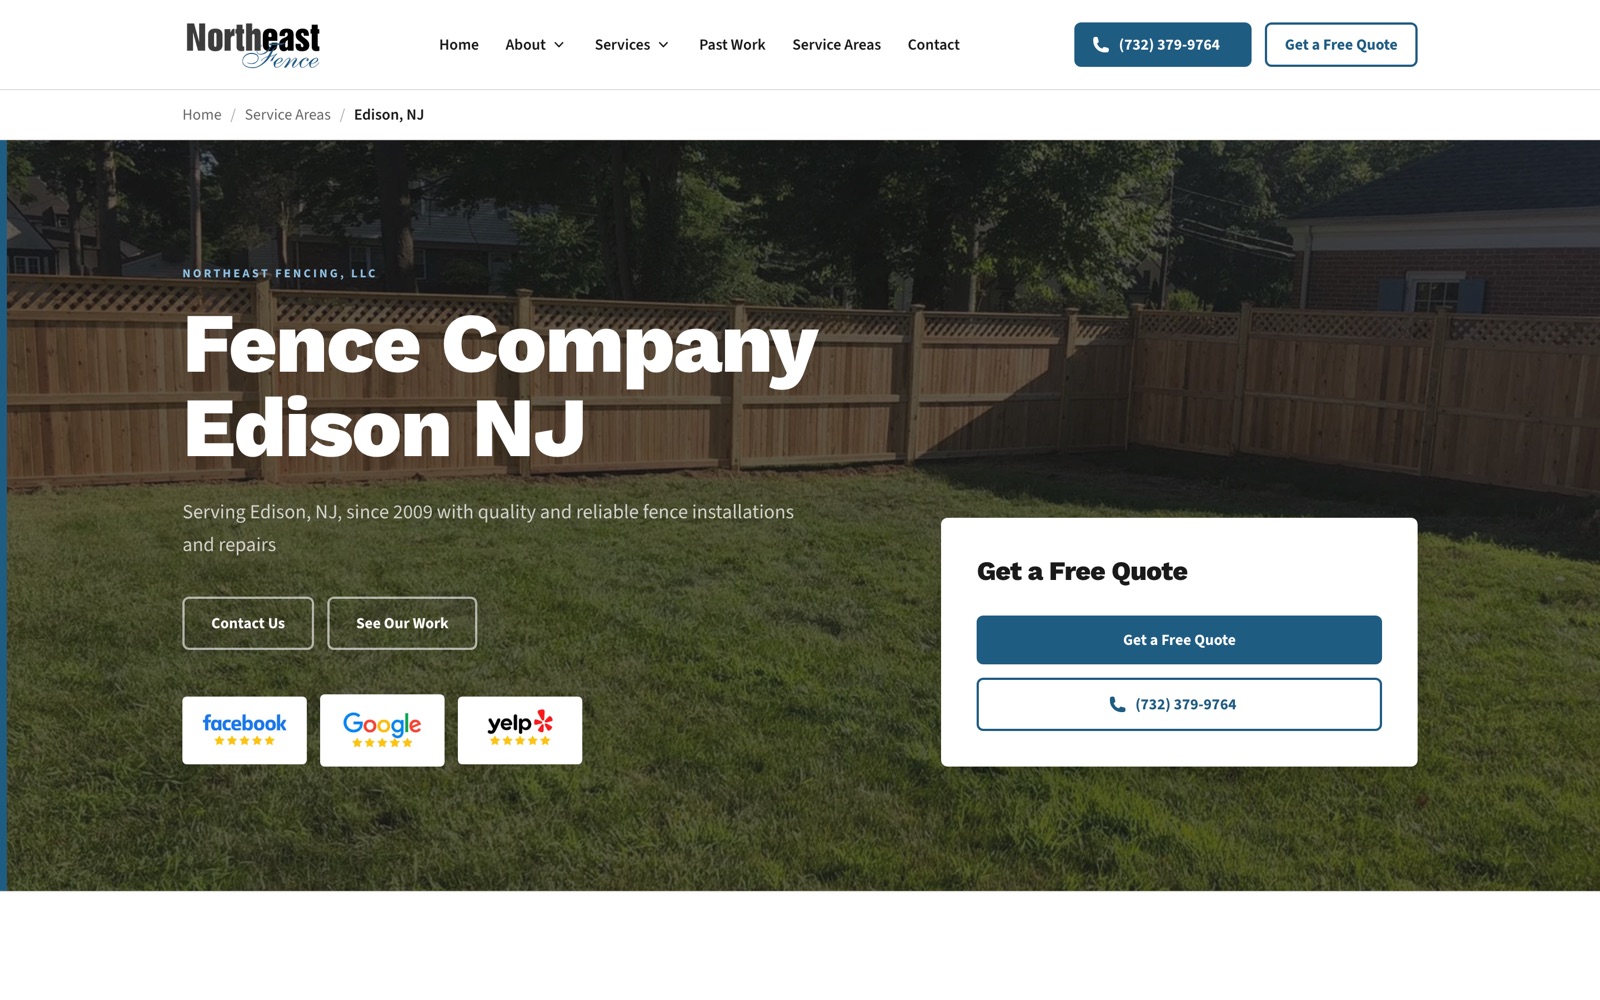 Northeast
Fence
Home
About
Services
Past Work
Service Areas
Contact
(732) 379-9764
Get a Free Quote
Home / Service Areas / Edison, NJ
NORTHEAST FENCING, LLC
Fence Company
Edison NJ
Serving Edison, NJ, since 2009 with quality and reliable fence installations
and repairs
Contact Us
See Our Work
facebook
Google
yelp
Get a Free Quote
Get a Free Quote
(732) 379-9764